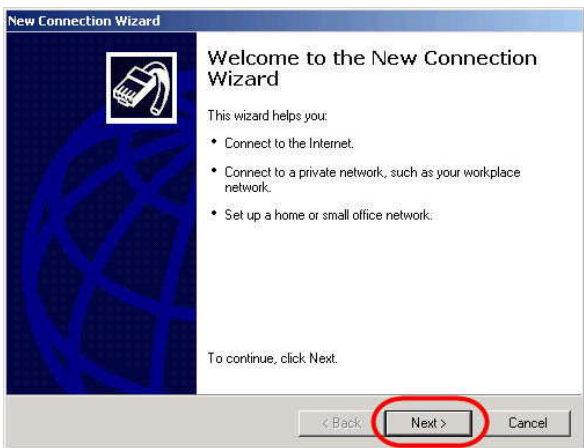 New Connection Wizard
Welcome to the New Connection
Wizard
This wizard helps you:
• Connect to the Internet.
• Connect to a private network, such as your workplace
network.
• Set up a home or small office network.
To continue, click Next.
< Back
Next >
Cancel